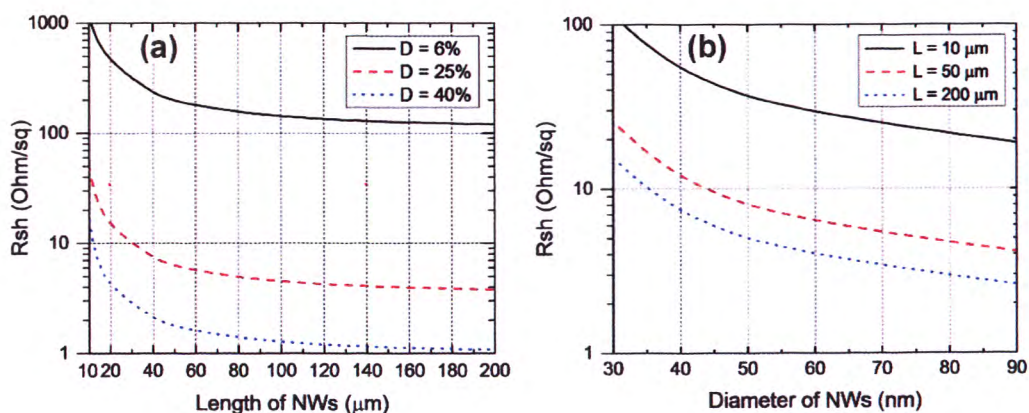 (a)
D = 6%
D = 25%
D = 40%
1000
100
10
1
Rsh (Ohm/sq)
10 20 40 60 80 100 120 140 160 180 200
Length of NWs (μm)
(b)
L = 10 μm
L = 50 μm
L = 200 μm
100
10
1
Rsh (Ohm/sq)
30 40 50 60 70 80 90
Diameter of NWs (nm)